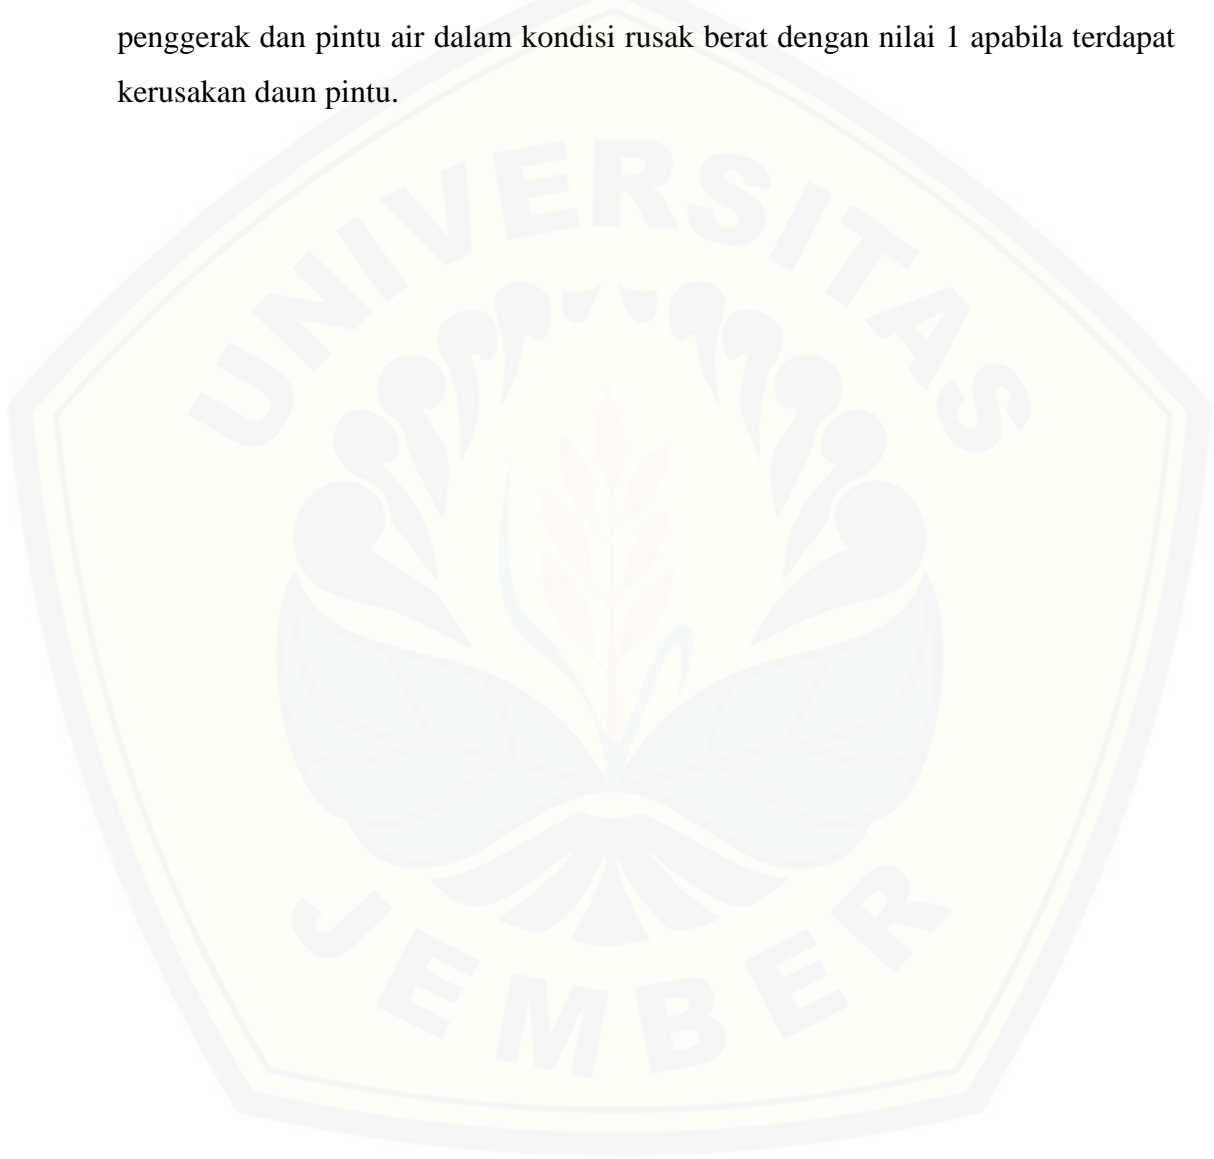 penggerak dan pintu air dalam kondisi rusak berat dengan nilai 1 apabila terdapat
kerusakan daun pintu.
UNIVERSITAS
JEMBER